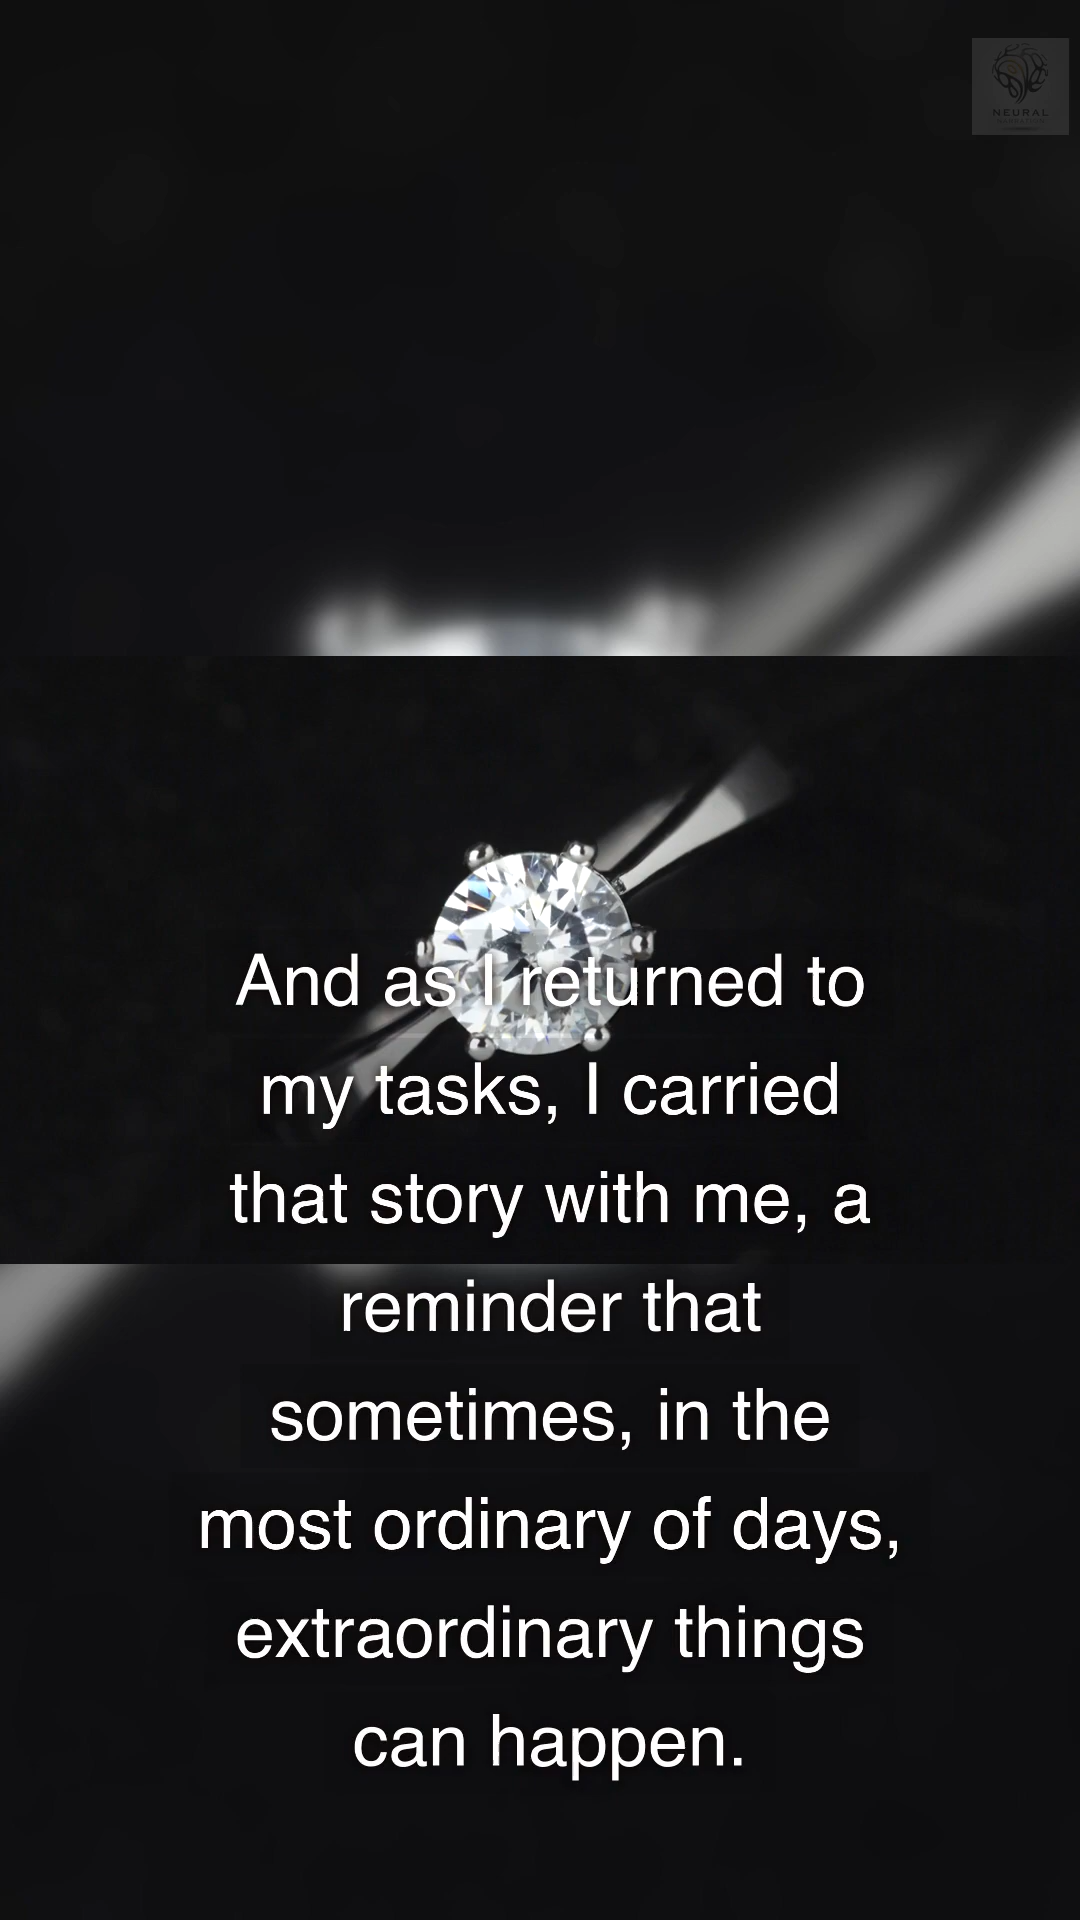 NEURAL
And as I returned to
my tasks, I carried
that story with me, a
reminder that
sometimes, in the
most ordinary of days,
extraordinary things
can happen.